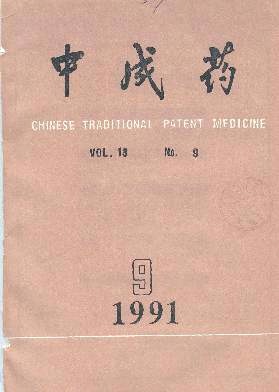 中成药
CHINESE TRADITIONAL PATENT MEDICINE
VOL. 13 No. 9
9
1991